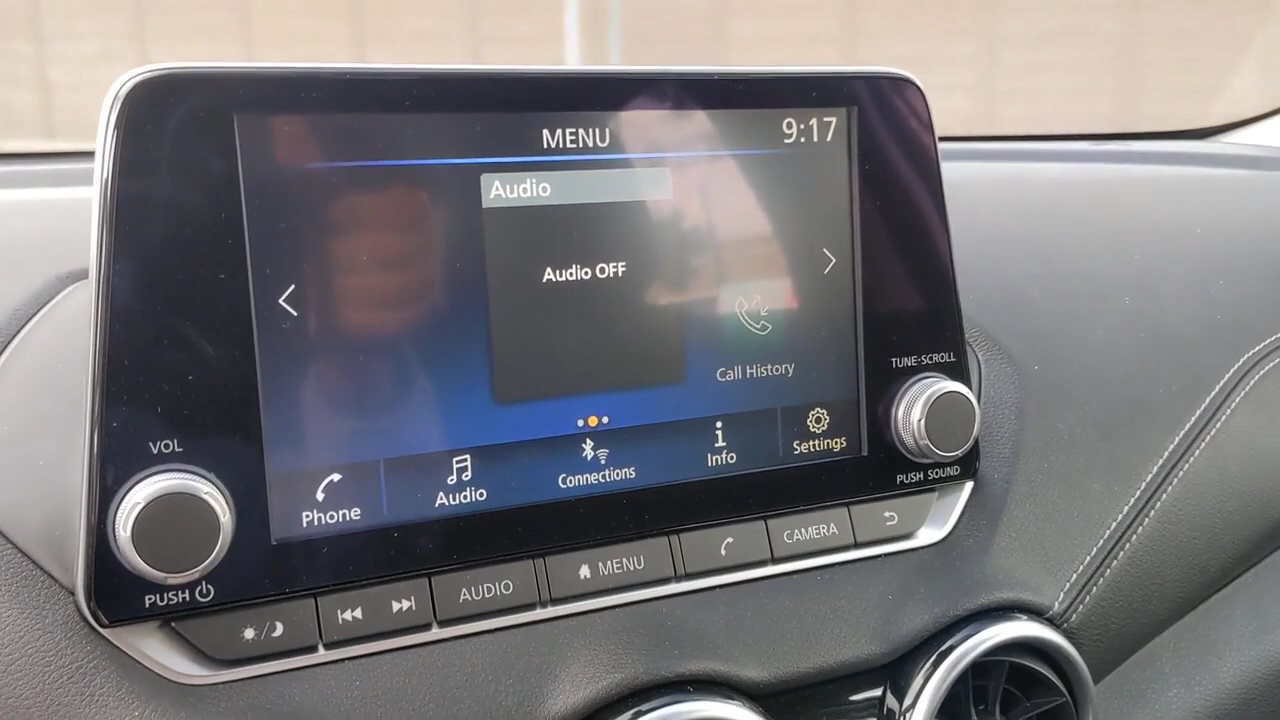 MENU
9:17
Audio
Audio OFF
Call History
Phone
Audio
Connections
Info
Settings
VOL
PUSH
TUNE·SCROLL
PUSH SOUND
AUDIO
MENU
CAMERA